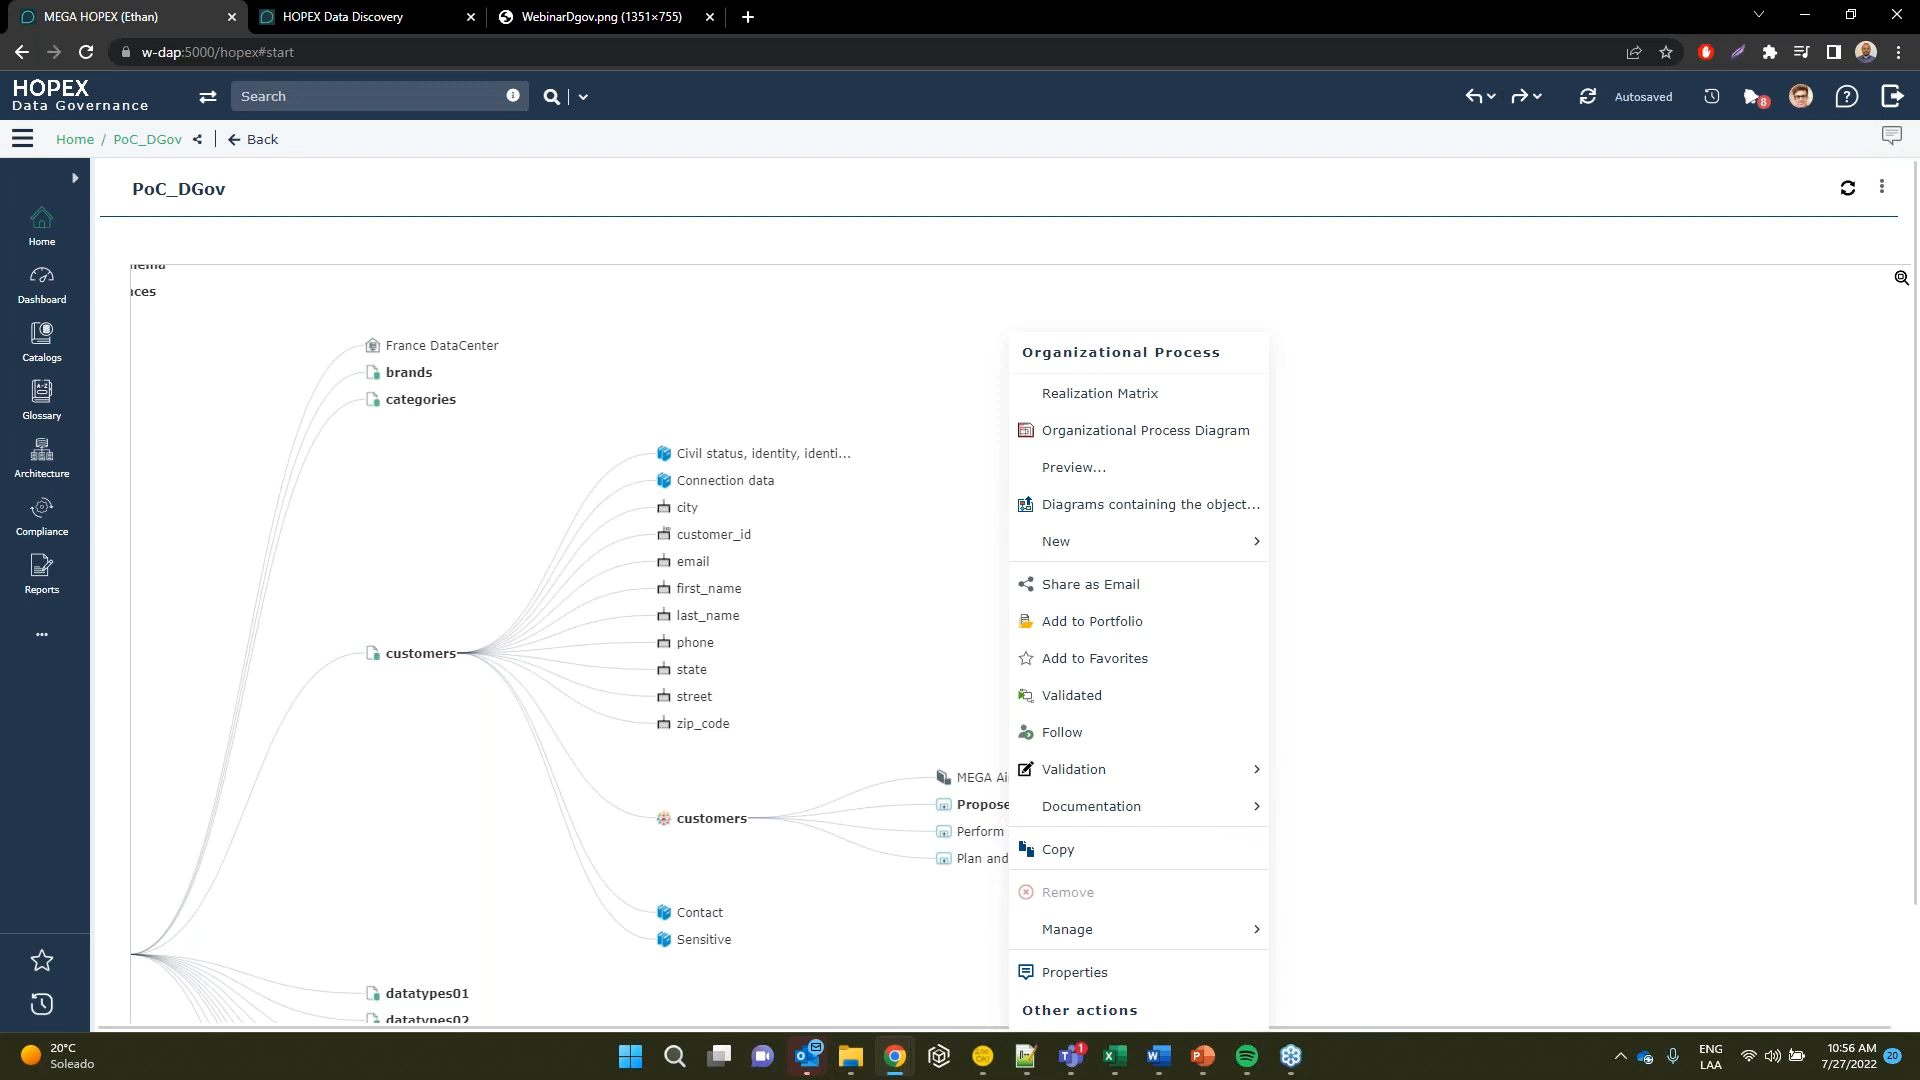 MEGA HOPEX (Ethan)
HOPEX Data Discovery
WebinarDgov.png (1351×755)
w-dap:5000/hopex#start
HOPEX
Data Governance
Search
Autosaved
8
Home / PoC_DGov
Back
PoC_DGov
Home
Dashboard
Catalogs
Glossary
Architecture
Compliance
Reports
France DataCenter
brands
categories
Civil status, identity, identi...
Connection data
city
customer_id
email
first_name
last_name
phone
state
street
zip_code
customers
customers
MEGA
Perform
Plan and
Contact
Sensitive
datatypes01
datatypes02
Organizational Process
Realization Matrix
Organizational Process Diagram
Preview...
Diagrams containing the object...
New
Share as Email
Add to Portfolio
Add to Favorites
Validated
Follow
Validation
Documentation
Copy
Remove
Manage
Properties
Other actions
20°C
Soleado
1
ENG
LAA
10:56 AM
7/27/2022
20